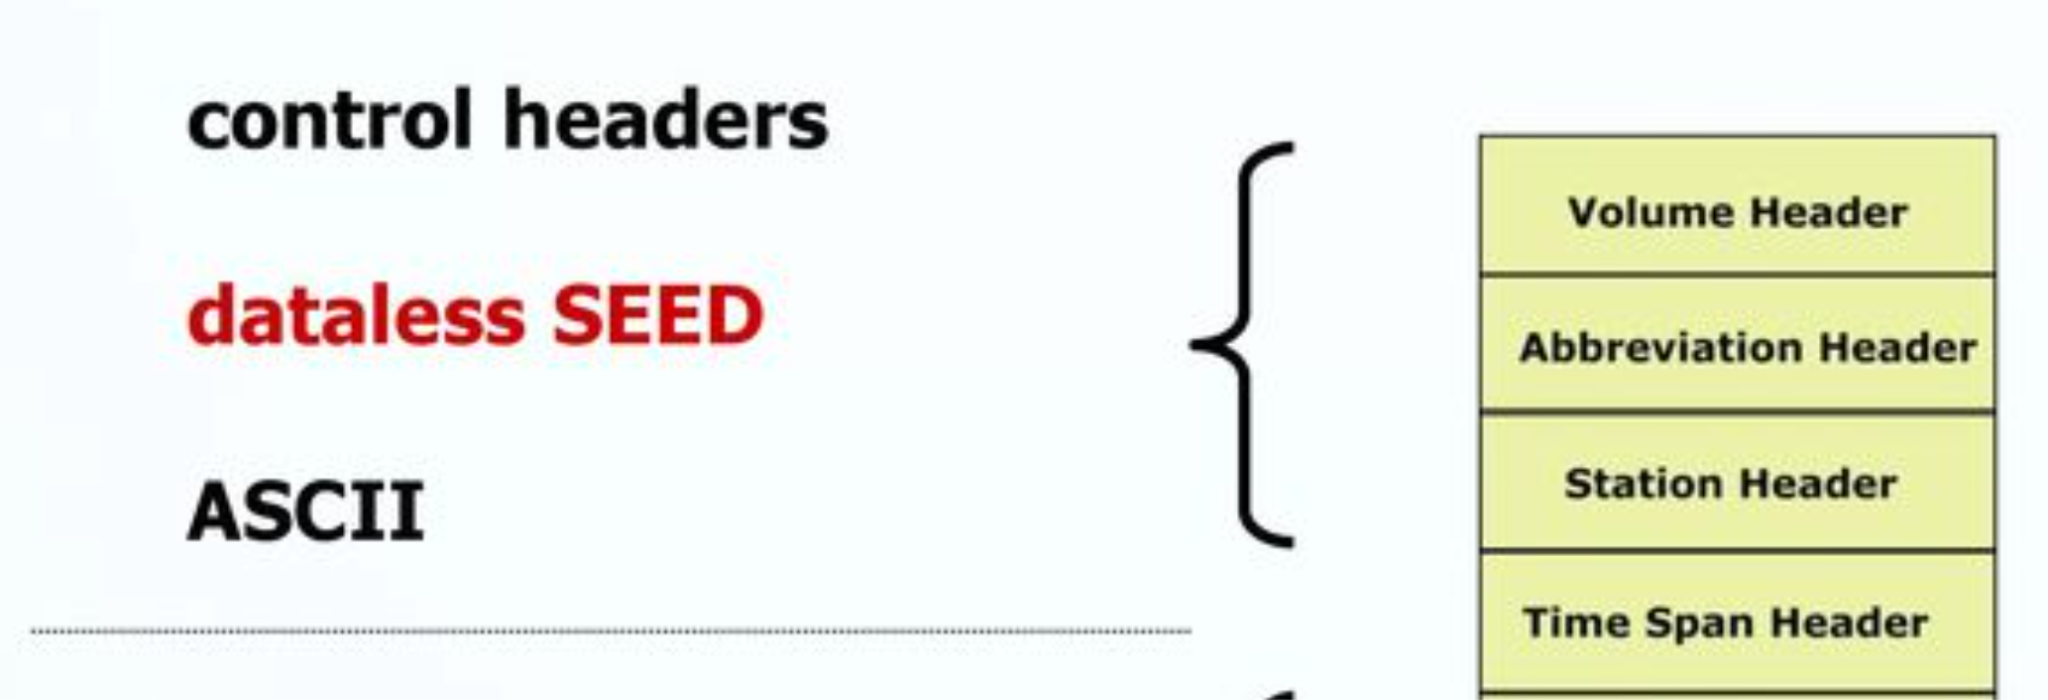 control headers
dataless SEED
ASCII
Volume Header
Abbreviation Header
Station Header
Time Span Header